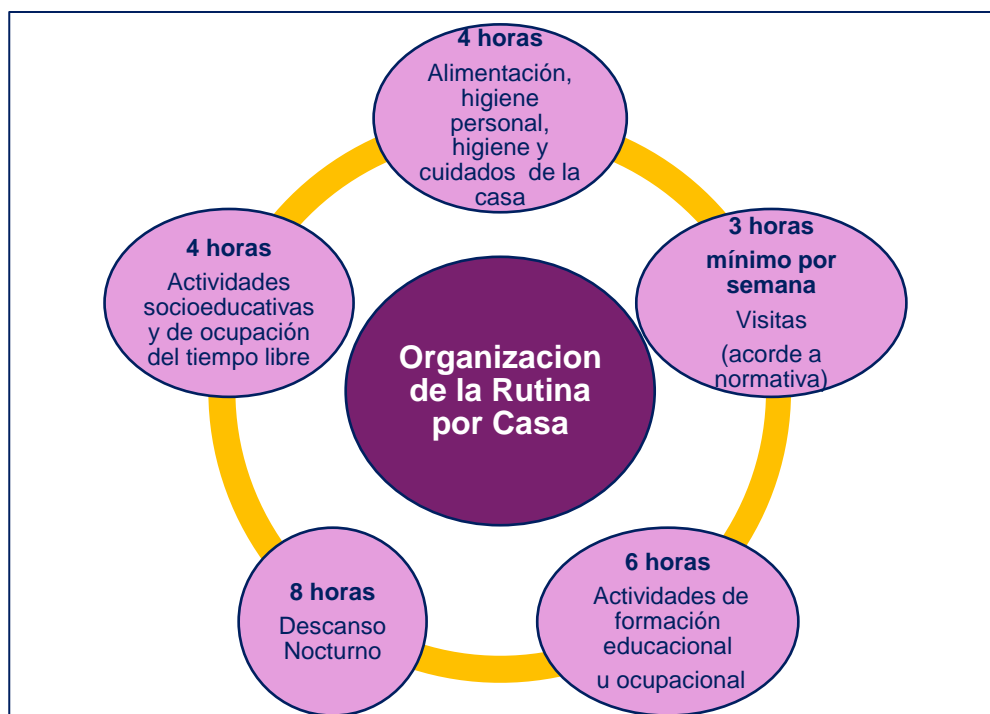 4 horas
Alimentación,
higiene
personal,
higiene y
cuidados de la
casa
3 horas
mínimo por
semana
Visitas
(acorde a
normativa)
4 horas
Actividades
socioeducativas
y de ocupación
del tiempo libre
Organizacion
de la Rutina
por Casa
8 horas
Descanso
Nocturno
6 horas
Actividades de
formación
educacional
u ocupacional